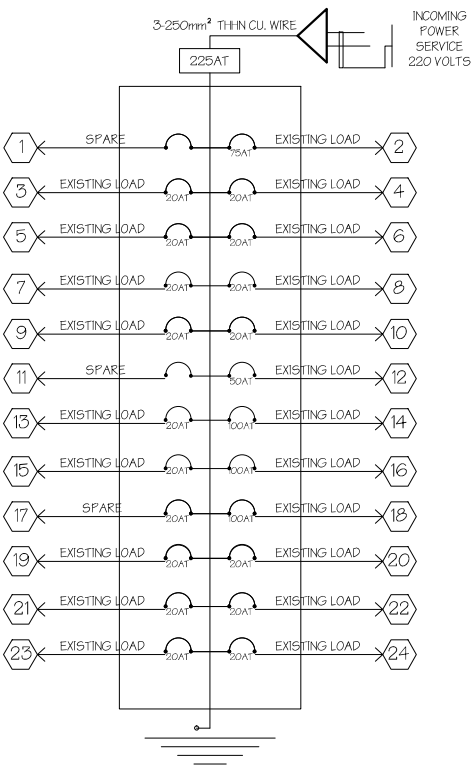 3-250mm² THHN CU. WIRE
INCOMING
POWER
SERVICE
220 VOLTS
225AT
1 SPARE 75AT EXISTING LOAD 2
3 EXISTING LOAD 20AT 20AT EXISTING LOAD 4
5 EXISTING LOAD 20AT 20AT EXISTING LOAD 6
7 EXISTING LOAD 20AT 20AT EXISTING LOAD 8
9 EXISTING LOAD 20AT 20AT EXISTING LOAD 10
11 SPARE 50AT EXISTING LOAD 12
13 EXISTING LOAD 20AT 100AT EXISTING LOAD 14
15 EXISTING LOAD 20AT 100AT EXISTING LOAD 16
17 SPARE 20AT 100AT EXISTING LOAD 18
19 EXISTING LOAD 20AT 20AT EXISTING LOAD 20
21 EXISTING LOAD 20AT 20AT EXISTING LOAD 22
23 EXISTING LOAD 20AT 20AT EXISTING LOAD 24